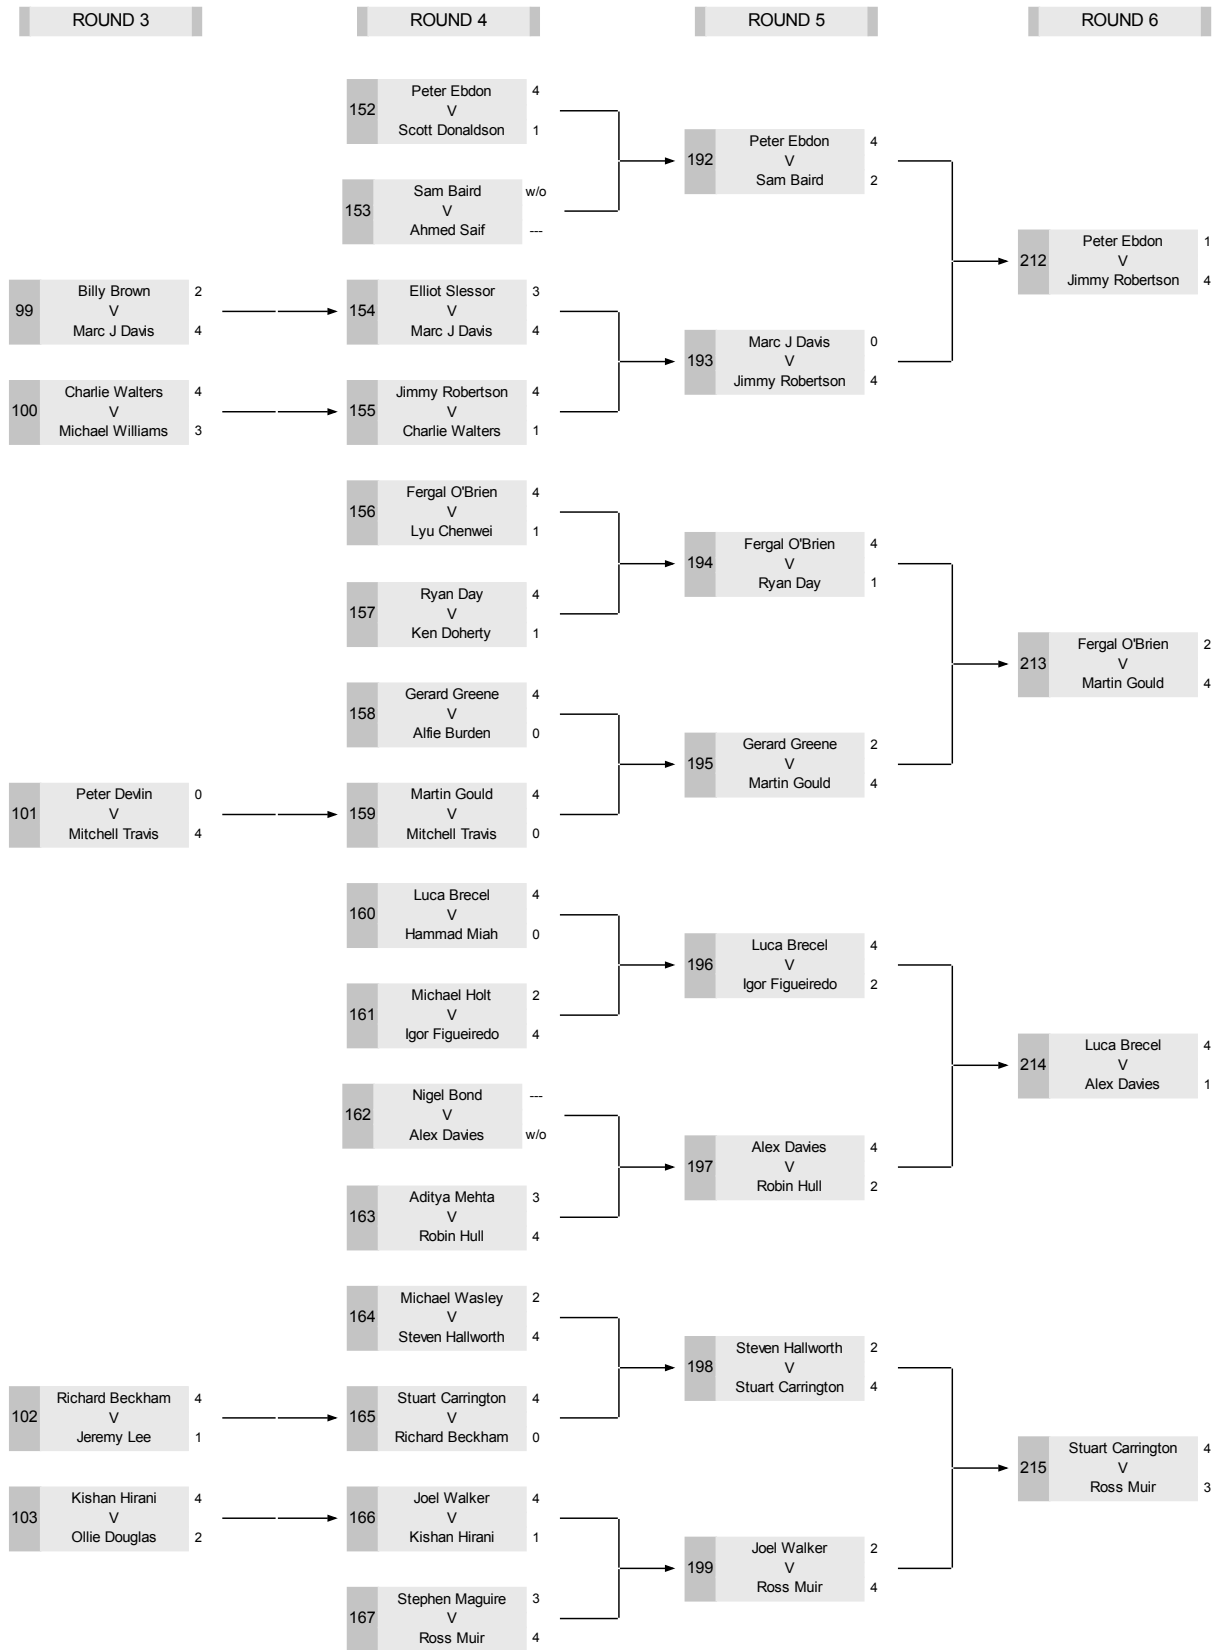 ROUND 3
ROUND 4
ROUND 5
ROUND 6
152
Peter Ebdon 4
V
Scott Donaldson 1
153
Sam Baird w/o
V
Ahmed Saif ---
99
Billy Brown 2
V
Marc J Davis 4
154
Elliot Slessor 3
V
Marc J Davis 4
100
Charlie Walters 4
V
Michael Williams 3
155
Jimmy Robertson 4
V
Charlie Walters 1
156
Fergal O'Brien 4
V
Lyu Chenwei 1
157
Ryan Day 4
V
Ken Doherty 1
158
Gerard Greene 4
V
Alfie Burden 0
101
Peter Devlin 0
V
Mitchell Travis 4
159
Martin Gould 4
V
Mitchell Travis 0
160
Luca Brecel 4
V
Hammad Miah 0
161
Michael Holt 2
V
Igor Figueiredo 4
162
Nigel Bond ---
V
Alex Davies w/o
163
Aditya Mehta 3
V
Robin Hull 4
164
Michael Wasley 2
V
Steven Hallworth 4
102
Richard Beckham 4
V
Jeremy Lee 1
165
Stuart Carrington 4
V
Richard Beckham 0
103
Kishan Hirani 4
V
Ollie Douglas 2
166
Joel Walker 4
V
Kishan Hirani 1
167
Stephen Maguire 3
V
Ross Muir 4
192
Peter Ebdon 4
V
Sam Baird 2
193
Marc J Davis 0
V
Jimmy Robertson 4
194
Fergal O'Brien 4
V
Ryan Day 1
195
Gerard Greene 2
V
Martin Gould 4
196
Luca Brecel 4
V
Igor Figueiredo 2
197
Alex Davies 4
V
Robin Hull 2
198
Steven Hallworth 2
V
Stuart Carrington 4
199
Joel Walker 2
V
Ross Muir 4
212
Peter Ebdon 1
V
Jimmy Robertson 4
213
Fergal O'Brien 2
V
Martin Gould 4
214
Luca Brecel 4
V
Alex Davies 1
215
Stuart Carrington 4
V
Ross Muir 3